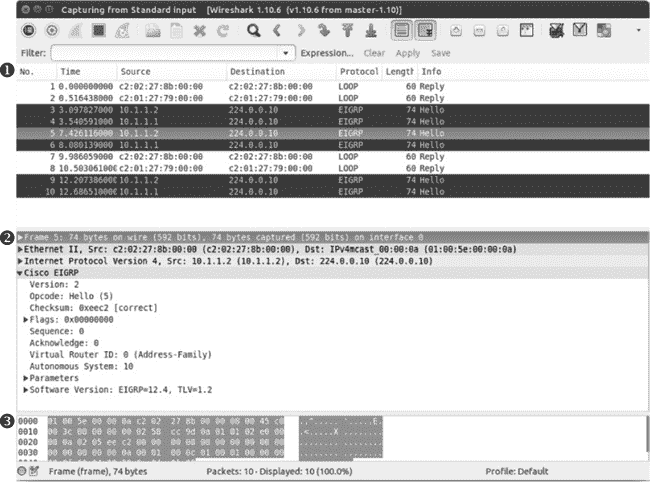 Capturing from Standard input [Wireshark 1.10.6 (v1.10.6 from master-1.10)]
Filter: Expression... Clear Apply Save
1
No. Time Source Destination Protocol Length Info
1 0.000000000 c2:02:27:8b:00:00 c2:02:27:8b:00:00 LOOP 60 Reply
2 0.516438000 c2:01:27:79:00:00 c2:01:27:79:00:00 LOOP 60 Reply
3 3.097827000 10.1.1.2 224.0.0.10 EIGRP 74 Hello
4 3.540591000 10.1.1.1 224.0.0.10 EIGRP 74 Hello
5 7.426116000 10.1.1.2 224.0.0.10 EIGRP 74 Hello
6 8.080139000 10.1.1.1 224.0.0.10 EIGRP 74 Hello
7 9.986059000 c2:02:27:8b:00:00 c2:02:27:8b:00:00 LOOP 60 Reply
8 10.50306100 c2:01:27:79:00:00 c2:01:27:79:00:00 LOOP 60 Reply
9 12.20738600 10.1.1.2 224.0.0.10 EIGRP 74 Hello
10 12.68651000 10.1.1.1 224.0.0.10 EIGRP 74 Hello
2
Frame 5: 74 bytes on wire (592 bits), 74 bytes captured (592 bits) on interface 0
Ethernet II, Src: c2:02:27:8b:00:00 (c2:02:27:8b:00:00), Dst: IPv4mcast_00:00:0a (01:00:5e:00:00:0a)
Internet Protocol Version 4, Src: 10.1.1.2 (10.1.1.2), Dst: 224.0.0.10 (224.0.0.10)
Cisco EIGRP
Version: 2
Opcode: Hello (5)
Checksum: 0xeec2 [correct]
Flags: 0x00000000
Sequence: 0
Acknowledge: 0
Virtual Router ID: 0 (Address-Family)
Autonomous System: 10
Parameters
Software Version: EIGRP=12.4, TLV=1.2
3
0000 01 00 5e 00 00 0a c2 02 27 8b 00 00 08 00 45 c0
0010 00 3c 00 00 00 00 02 58 cc 9d 0a 01 01 02 e0 00
0020 00 0a 02 05 ee c2 00 00 00 00 00 00 00 00 00 00
0030 00 00 00 00 00 0a 00 01 00 0c 01 00 01 00 00 00
Frame (frame), 74 bytes Packets: 10 · Displayed: 10 (100.0%) Profile: Default